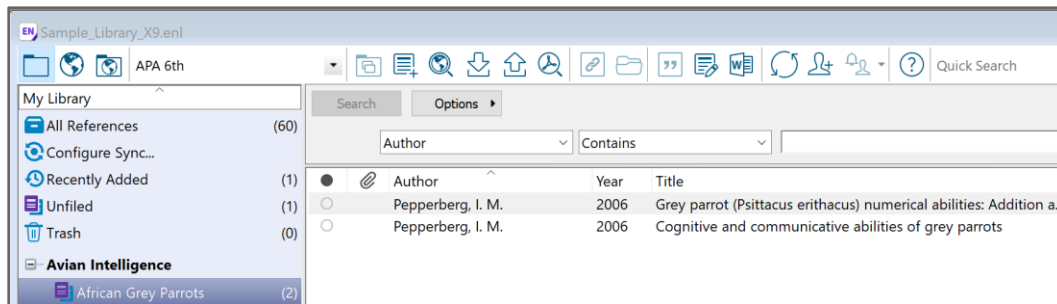 EN Sample_Library_X9.enl
APA 6th
Quick Search
My Library
All References (60)
Configure Sync...
Recently Added (1)
Unfiled (1)
Trash (0)
Avian Intelligence
African Grey Parrots (2)
Search Options
Author Contains
Author Year Title
Pepperberg, I. M. 2006 Grey parrot (Psittacus erithacus) numerical abilities: Addition a.
Pepperberg, I. M. 2006 Cognitive and communicative abilities of grey parrots